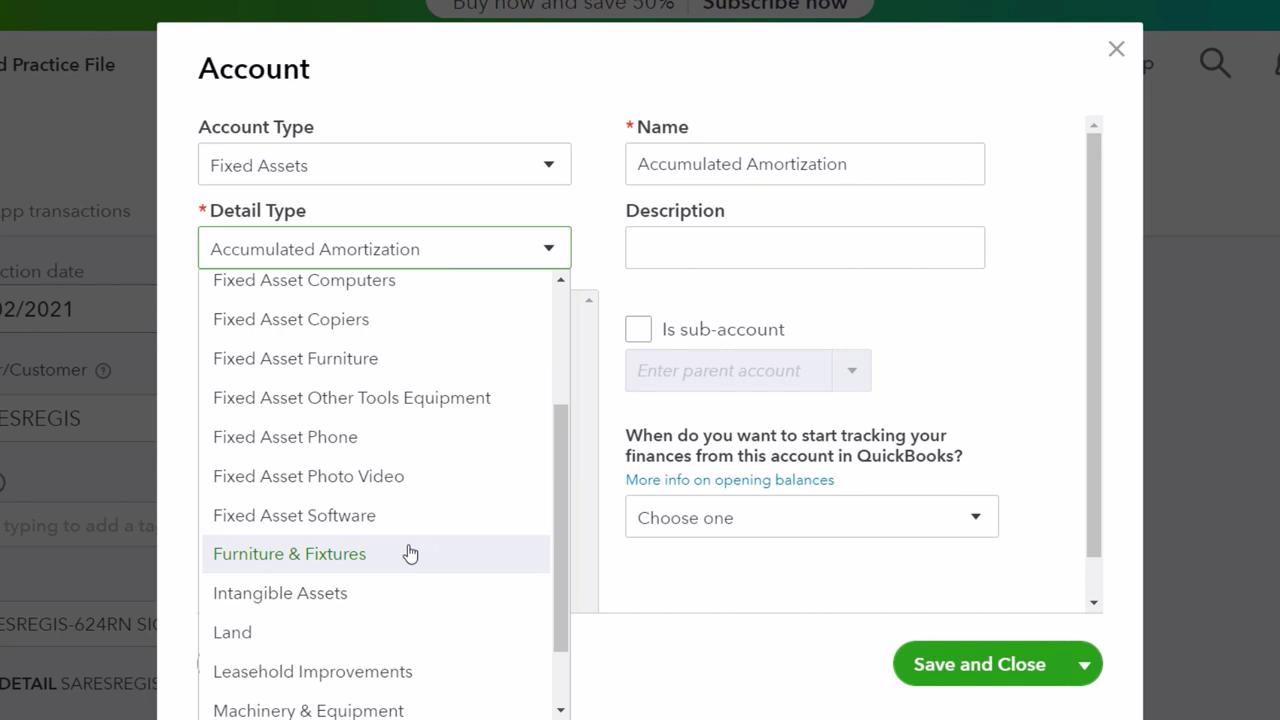 Buy now and save 50% Subscribe now
d Practice File
Account
Account Type
Fixed Assets
* Detail Type
Accumulated Amortization
Fixed Asset Computers
Fixed Asset Copiers
Fixed Asset Furniture
Fixed Asset Other Tools Equipment
Fixed Asset Phone
Fixed Asset Photo Video
Fixed Asset Software
Furniture & Fixtures
Intangible Assets
Land
Leasehold Improvements
Machinery & Equipment
* Name
Accumulated Amortization
Description
Is sub-account
Enter parent account
When do you want to start tracking your
finances from this account in QuickBooks?
More info on opening balances
Choose one
Save and Close
p
pp transactions
ction date
02/2021
r/Customer
ESREGIS
typing to add a ta
ESREGIS-624RN SI
DETAIL SARESREGIS